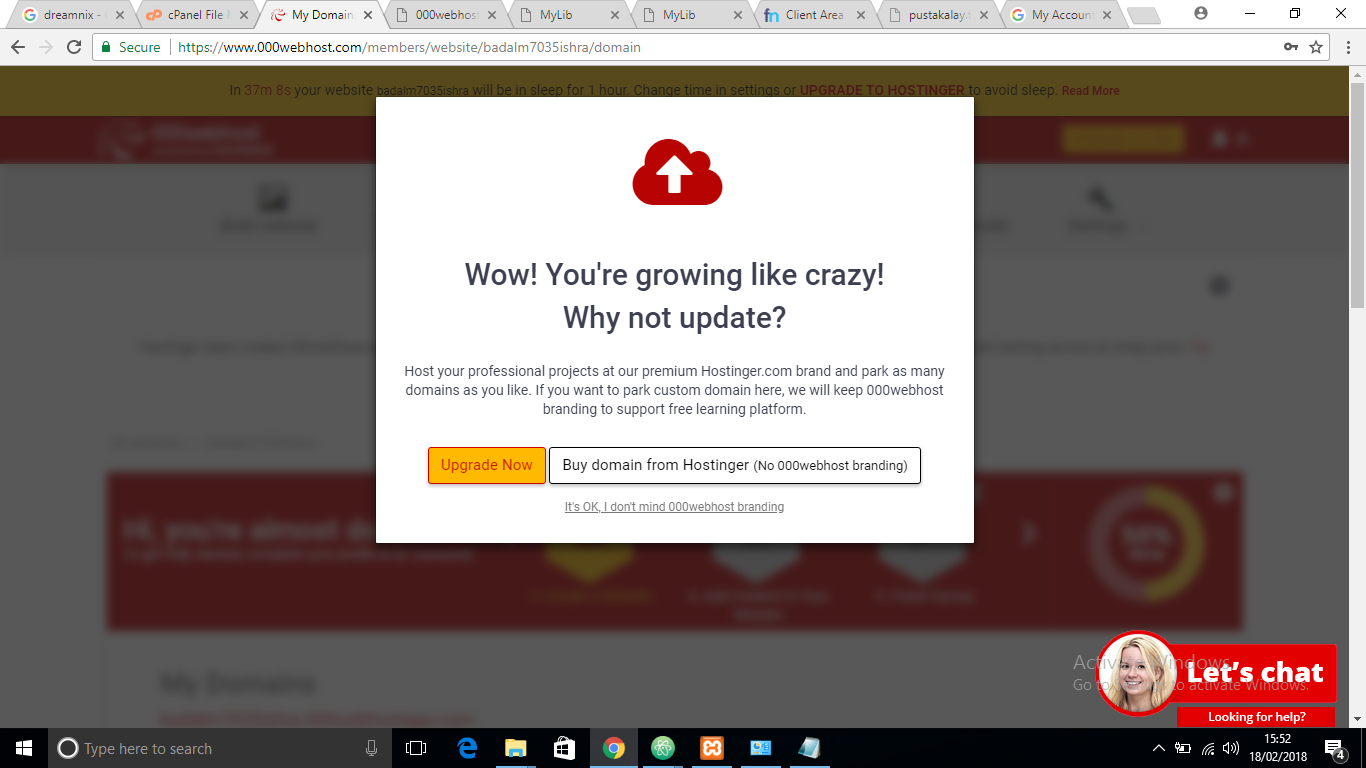 dreamnix - 
cPanel File M
My Domain
000webhost
MyLib
MyLib
Client Area
pustakalay.
My Account
Secure
https://www.000webhost.com/members/website/badalm7035ishra/domain
In 37m 8s your website badalm7035ishra will be in sleep for 1 hour. Change time in settings or UPGRADE TO HOSTINGER to avoid sleep. Read More
000webhost
Wow! You're growing like crazy!
Why not update?
Host your professional projects at our premium Hostinger.com brand and park as many
domains as you like. If you want to park custom domain here, we will keep 000webhost
branding to support free learning platform.
Upgrade Now
Buy domain from Hostinger (No 000webhost branding)
It's OK, I don't mind 000webhost branding
Hi, you're almost do
50%
My Domains
Activate Windows
Go to to activate Windows.
Let's chat
Looking for help?
Type here to search
15:52
18/02/2018
4